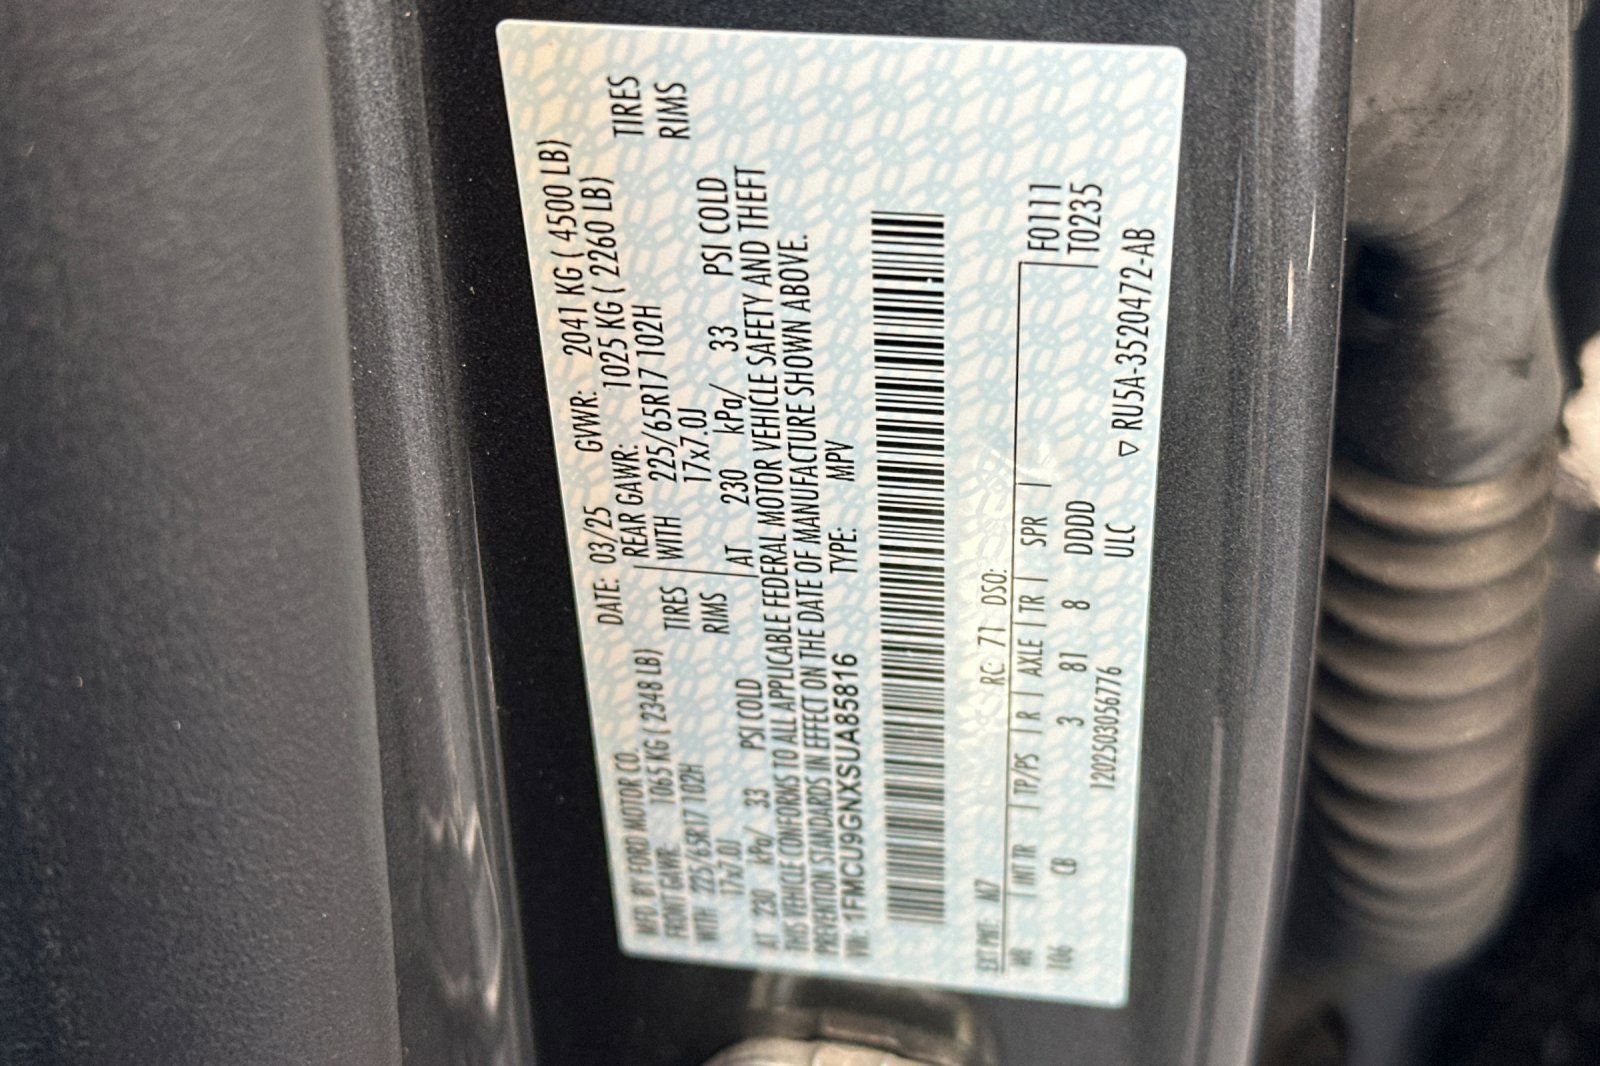 MFD. BY FORD MOTOR CO.
DATE: 03/25 GVWR: 2041 KG ( 4500 LB)
FRONT GAWR: 1065 KG ( 2348 LB) REAR GAWR: 1025 KG ( 2260 LB)
WITH 225/65R17 102H TIRES WITH 225/65R17 102H TIRES
17x7.0J RIMS 17x7.0J RIMS
AT 230 kPa/ 33 PSI COLD AT 230 kPa/ 33 PSI COLD
THIS VEHICLE CONFORMS TO ALL APPLICABLE FEDERAL MOTOR VEHICLE SAFETY AND THEFT
PREVENTION STANDARDS IN EFFECT ON THE DATE OF MANUFACTURE SHOWN ABOVE.
VIN: 1FMCU9GNXSUA85816 TYPE: MPV
EXT PNT: M7 RC: 71 DSO:
WB INT TR TP/PS R AXLE TR SPR F0111
106 CB 3 81 8 DDDD T0235
1202503056776 ULC
▽ RU5A-3520472-AB